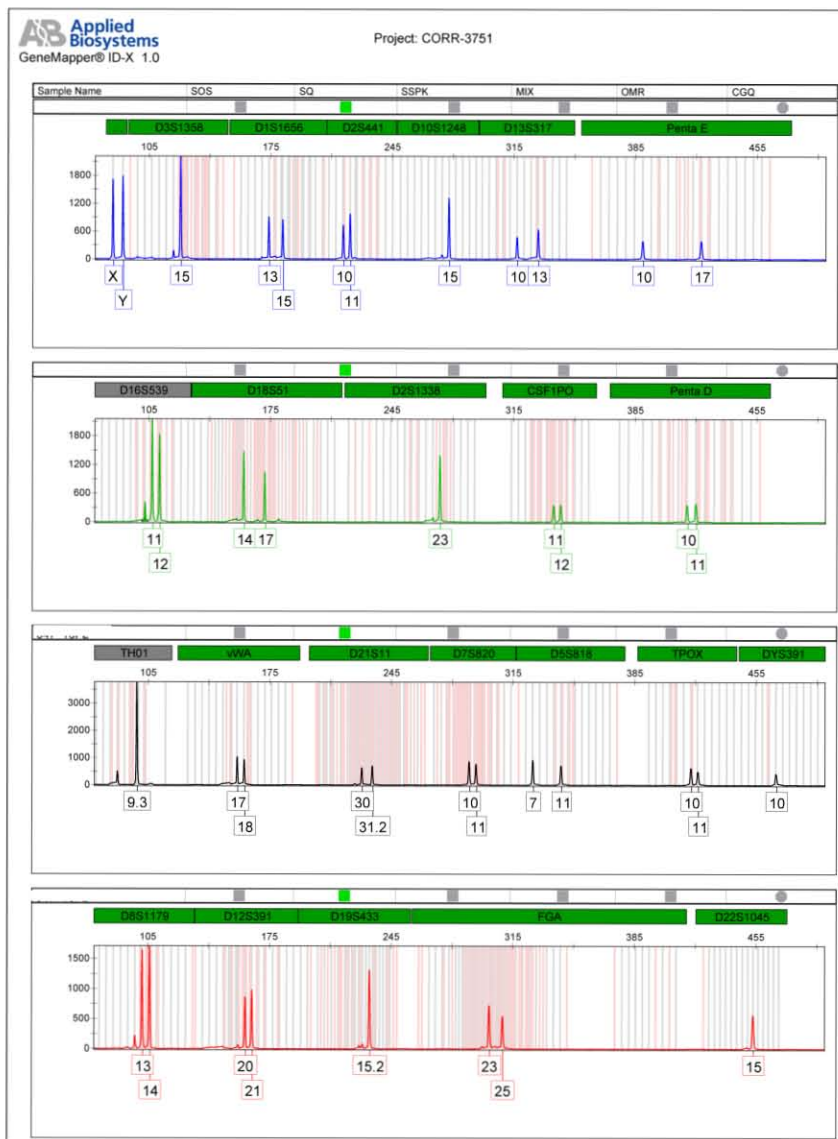 AB Applied Biosystems
GeneMapper® ID-X 1.0
Project: CORR-3751
Sample Name SOS SQ SSPK MIX OMR CGQ
D3S1358 D1S1656 D2S441 D10S1248 D13S317 Penta E
105 175 245 315 385 455
1800
1200
600
0
X 15 13 10 15 10 13 10 17
Y 15 11
D16S539 D18S51 D2S1338 CSF1PO Penta D
105 175 245 315 385 455
1800
1200
600
0
11 14 17 23 11 10
12 12 11
TH01 vWA D21S11 D7S820 D5S818 TPOX DYS391
105 175 245 315 385 455
3000
2000
1000
0
9.3 17 30 10 7 11 10 10
18 31.2 11 11
D8S1179 D12S391 D19S433 FGA D22S1045
105 175 245 315 385 455
1500
1000
500
0
13 20 15.2 23 15
14 21 25